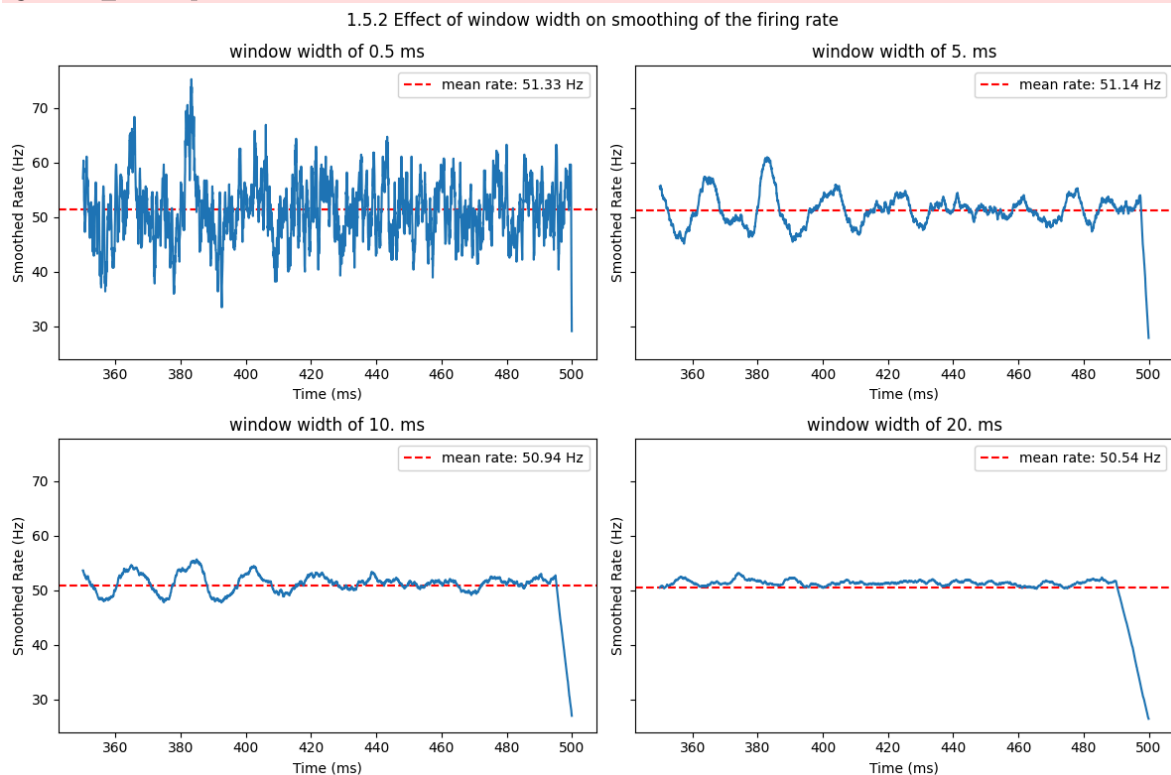 1.5.2 Effect of window width on smoothing of the firing rate
window width of 0.5 ms
mean rate: 51.33 Hz
Smoothed Rate (Hz)
70
60
50
40
30
360 380 400 420 440 460 480 500
Time (ms)
window width of 5. ms
mean rate: 51.14 Hz
Smoothed Rate (Hz)
360 380 400 420 440 460 480 500
Time (ms)
window width of 10. ms
mean rate: 50.94 Hz
Smoothed Rate (Hz)
70
60
50
40
30
360 380 400 420 440 460 480 500
Time (ms)
window width of 20. ms
mean rate: 50.54 Hz
Smoothed Rate (Hz)
360 380 400 420 440 460 480 500
Time (ms)